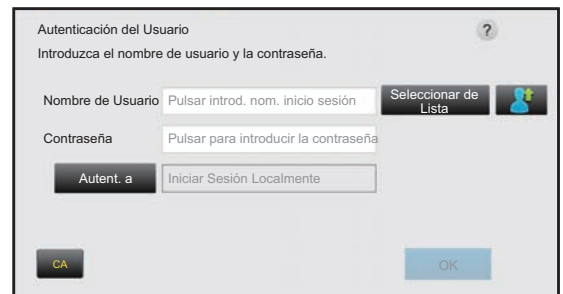 Autenticación del Usuario
?
Introduzca el nombre de usuario y la contraseña.
Nombre de Usuario
Pulsar introd. nom. inicio sesión
Seleccionar de
Lista
Contraseña
Pulsar para introducir la contraseña
Autent. a
Iniciar Sesión Localmente
CA
OK